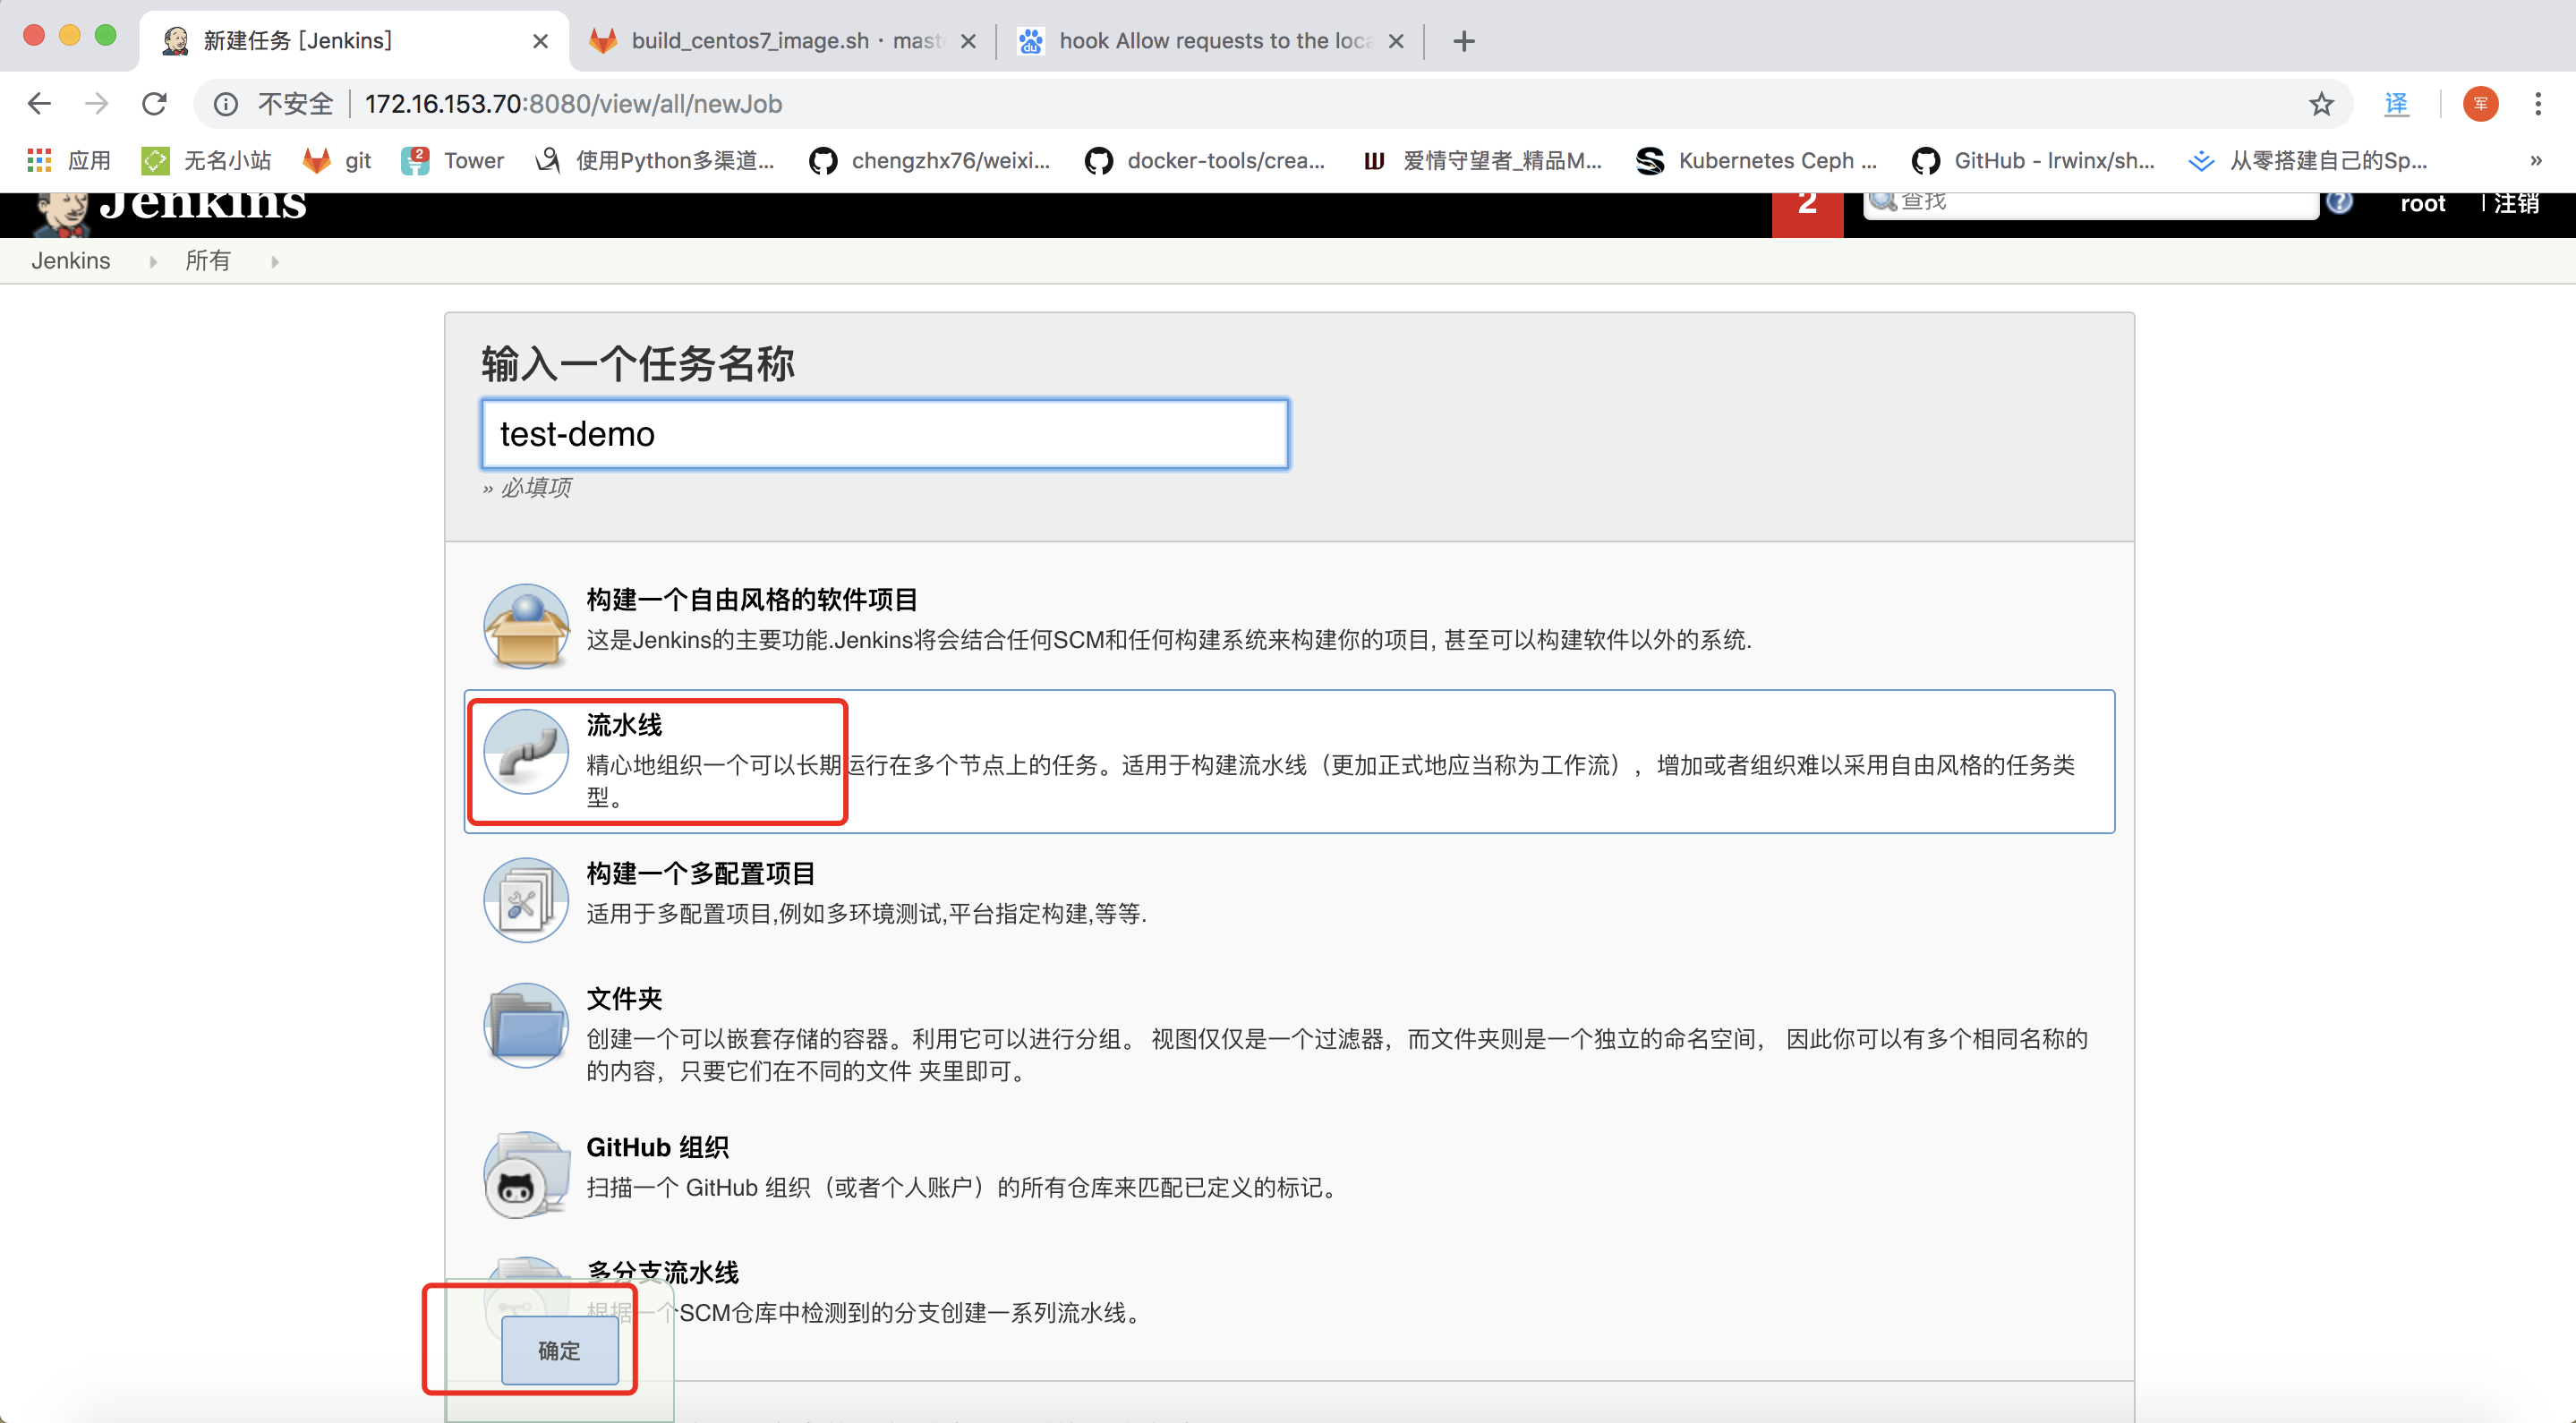 新建任务 [Jenkins]
build_centos7_image.sh · mast
hook Allow requests to the loca
不安全
172.16.153.70:8080/view/all/newJob
译
军
应用
无名小站
git
2
Tower
使用Python多渠道...
chengzhx76/weixi...
docker-tools/crea...
爱情守望者_精品M...
Kubernetes Ceph ...
GitHub - Irwinx/sh...
从零搭建自己的Sp...
»
Jenkins
2
查找
root
| 注销
Jenkins
所有
输入一个任务名称
test-demo
» 必填项
构建一个自由风格的软件项目
这是Jenkins的主要功能.Jenkins将会结合任何SCM和任何构建系统来构建你的项目, 甚至可以构建软件以外的系统.
流水线
精心地组织一个可以长期运行在多个节点上的任务。适用于构建流水线（更加正式地应当称为工作流），增加或者组织难以采用自由风格的任务类
型。
构建一个多配置项目
适用于多配置项目,例如多环境测试,平台指定构建,等等.
文件夹
创建一个可以嵌套存储的容器。利用它可以进行分组。 视图仅仅是一个过滤器，而文件夹则是一个独立的命名空间， 因此你可以有多个相同名称的
的内容，只要它们在不同的文件 夹里即可。
GitHub 组织
扫描一个 GitHub 组织（或者个人账户）的所有仓库来匹配已定义的标记。
多分支流水线
根据一个SCM仓库中检测到的分支创建一系列流水线。
确定